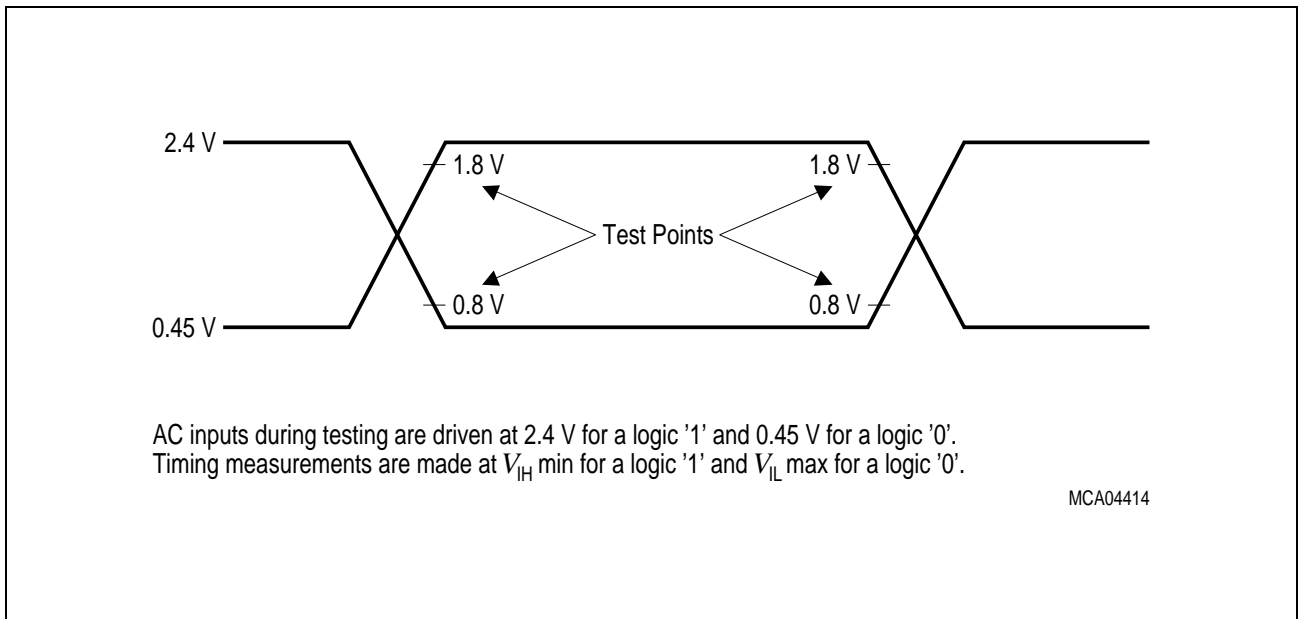 2.4 V
1.8 V
1.8 V
Test Points
0.8 V
0.8 V
0.45 V
AC inputs during testing are driven at 2.4 V for a logic '1' and 0.45 V for a logic '0'.
Timing measurements are made at VIH min for a logic '1' and VIL max for a logic '0'.
MCA04414